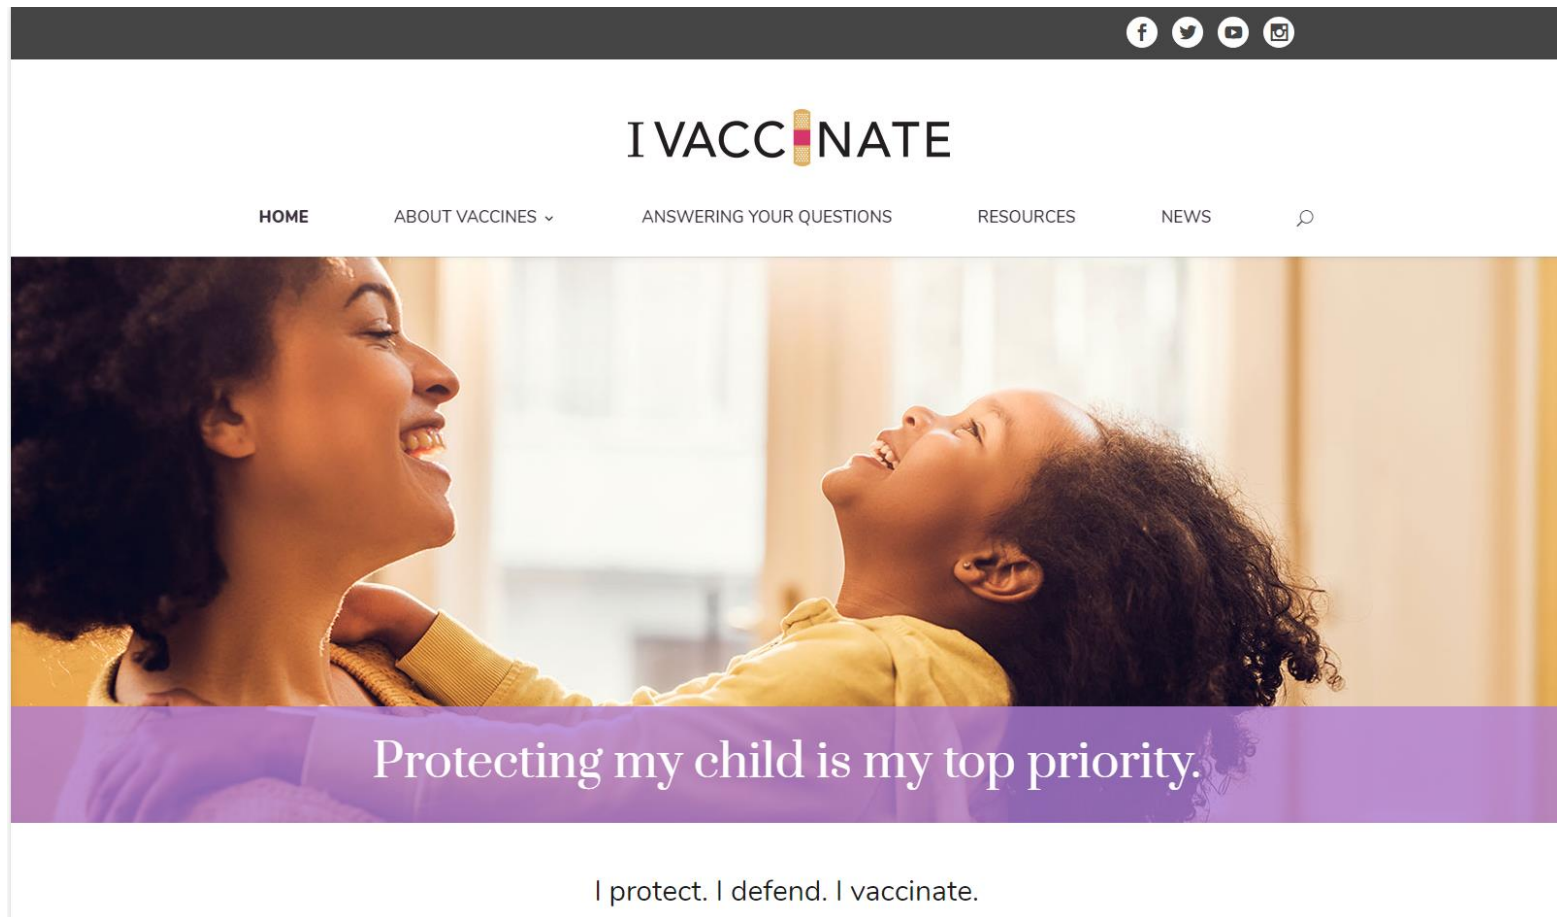 I VACCINATE
HOME ABOUT VACCINES ANSWERING YOUR QUESTIONS RESOURCES NEWS
Protecting my child is my top priority.
I protect. I defend. I vaccinate.